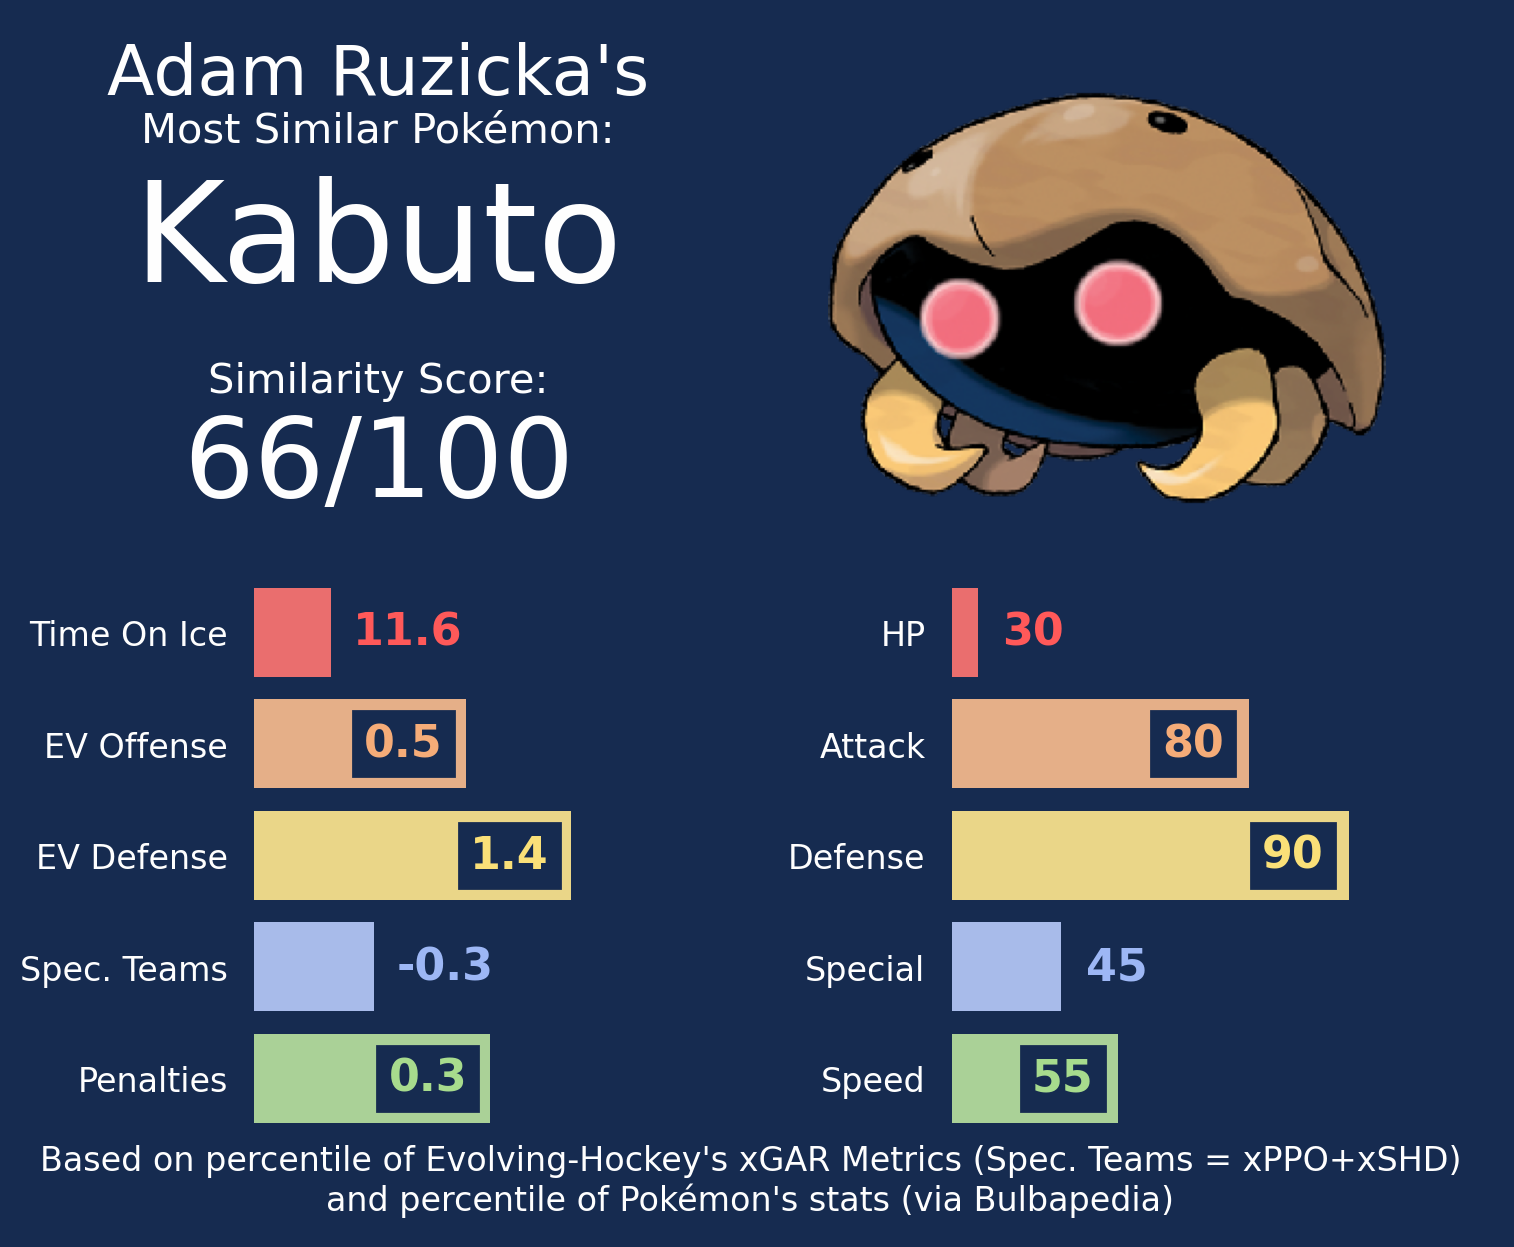 Adam Ruzicka's
Most Similar Pokémon:
Kabuto
Similarity Score:
66/100
Time On Ice 11.6
EV Offense 0.5
EV Defense 1.4
Spec. Teams -0.3
Penalties 0.3
HP 30
Attack 80
Defense 90
Special 45
Speed 55
Based on percentile of Evolving-Hockey's xGAR Metrics (Spec. Teams = xPPO+xSHD)
and percentile of Pokémon's stats (via Bulbapedia)